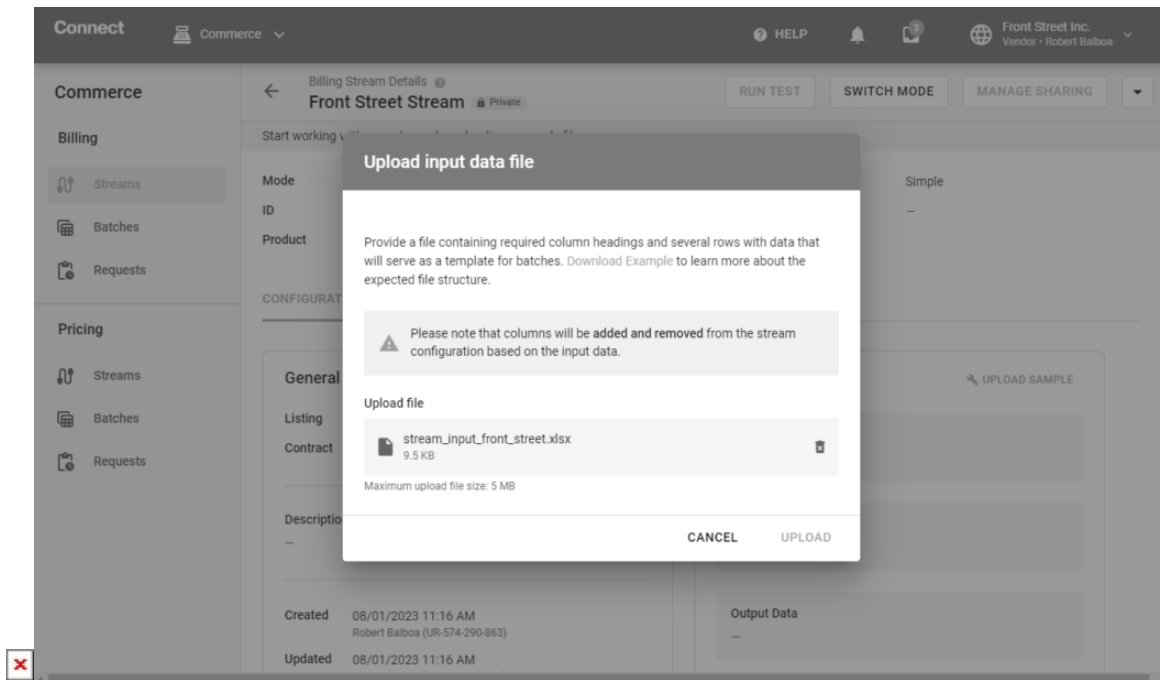 Connect
Commerce
HELP
3
Front Street Inc.
Vendor • Robert Balboa
Commerce
Billing Stream Details
Front Street Stream
Private
RUN TEST
SWITCH MODE
MANAGE SHARING
Billing
Streams
Batches
Requests
Pricing
Streams
Batches
Requests
Start working
Mode
Simple
ID
—
Product
CONFIGURAT
Upload input data file
Provide a file containing required column headings and several rows with data that
will serve as a template for batches. Download Example to learn more about the
expected file structure.
Please note that columns will be added and removed from the stream
configuration based on the input data.
Upload file
stream_input_front_street.xlsx
9.5 KB
Maximum upload file size: 5 MB
CANCEL
UPLOAD
General
UPLOAD SAMPLE
Listing
Contract
Descriptio
—
Created
08/01/2023 11:16 AM
Robert Balboa (UR-574-290-863)
Updated
08/01/2023 11:16 AM
Output Data
—